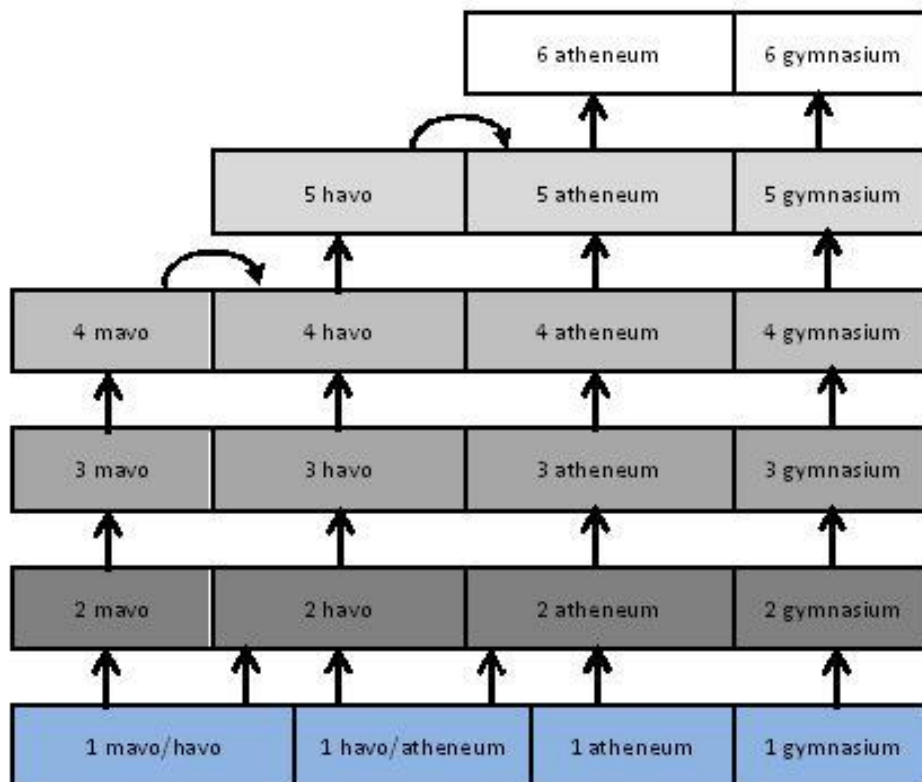 6 atheneum 6 gymnasium
5 havo 5 atheneum 5 gymnasium
4 mavo 4 havo 4 atheneum 4 gymnasium
3 mavo 3 havo 3 atheneum 3 gymnasium
2 mavo 2 havo 2 atheneum 2 gymnasium
1 mavo/havo 1 havo/atheneum 1 atheneum 1 gymnasium